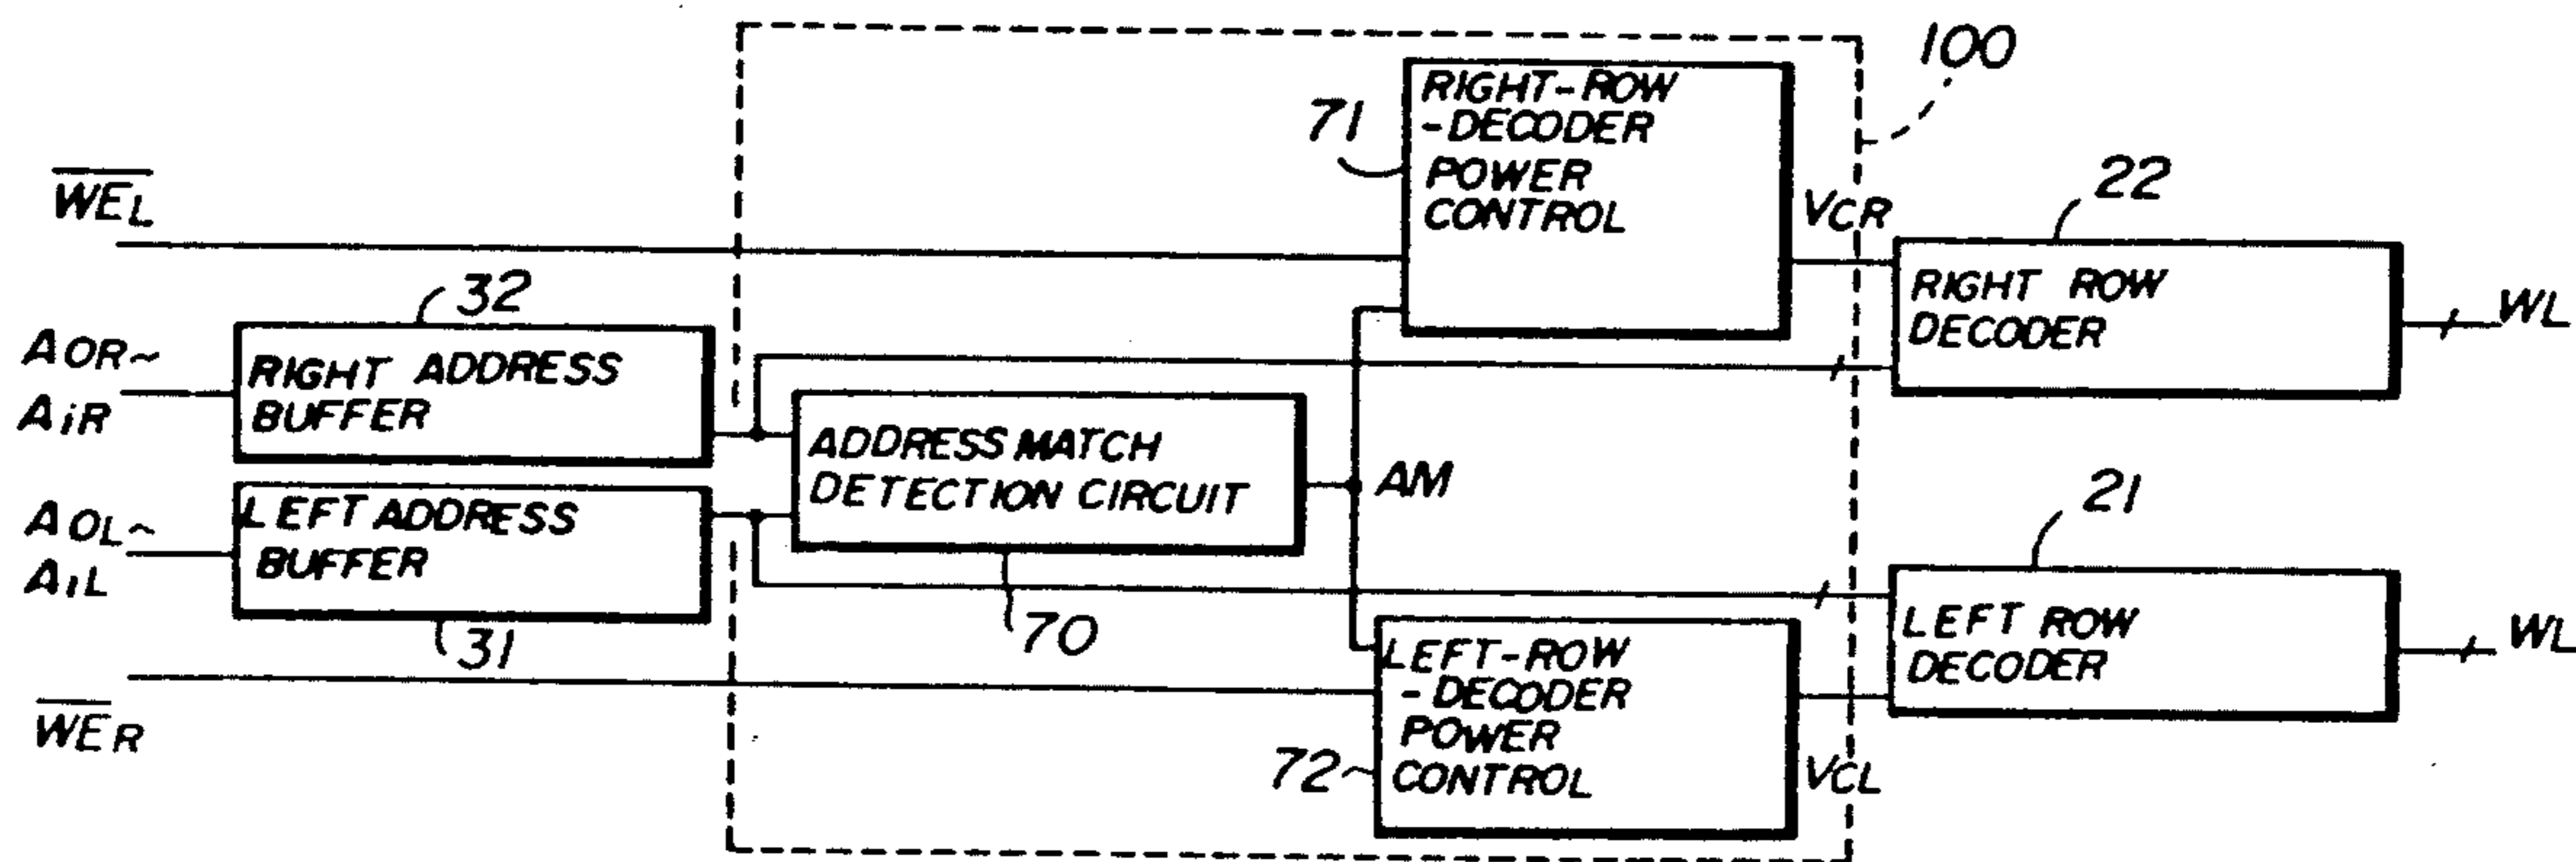 100
RIGHT-ROW
-DECODER
POWER
CONTROL
71
22
VCR
WEL
RIGHT ROW
DECODER
WL
32
AOR~
AiR
RIGHT ADDRESS
BUFFER
ADDRESS MATCH
DETECTION CIRCUIT
AM
21
AOL~
AiL
LEFT ADDRESS
BUFFER
31
70
LEFT ROW
DECODER
WL
LEFT-ROW
-DECODER
POWER
CONTROL
WER
72
VCL